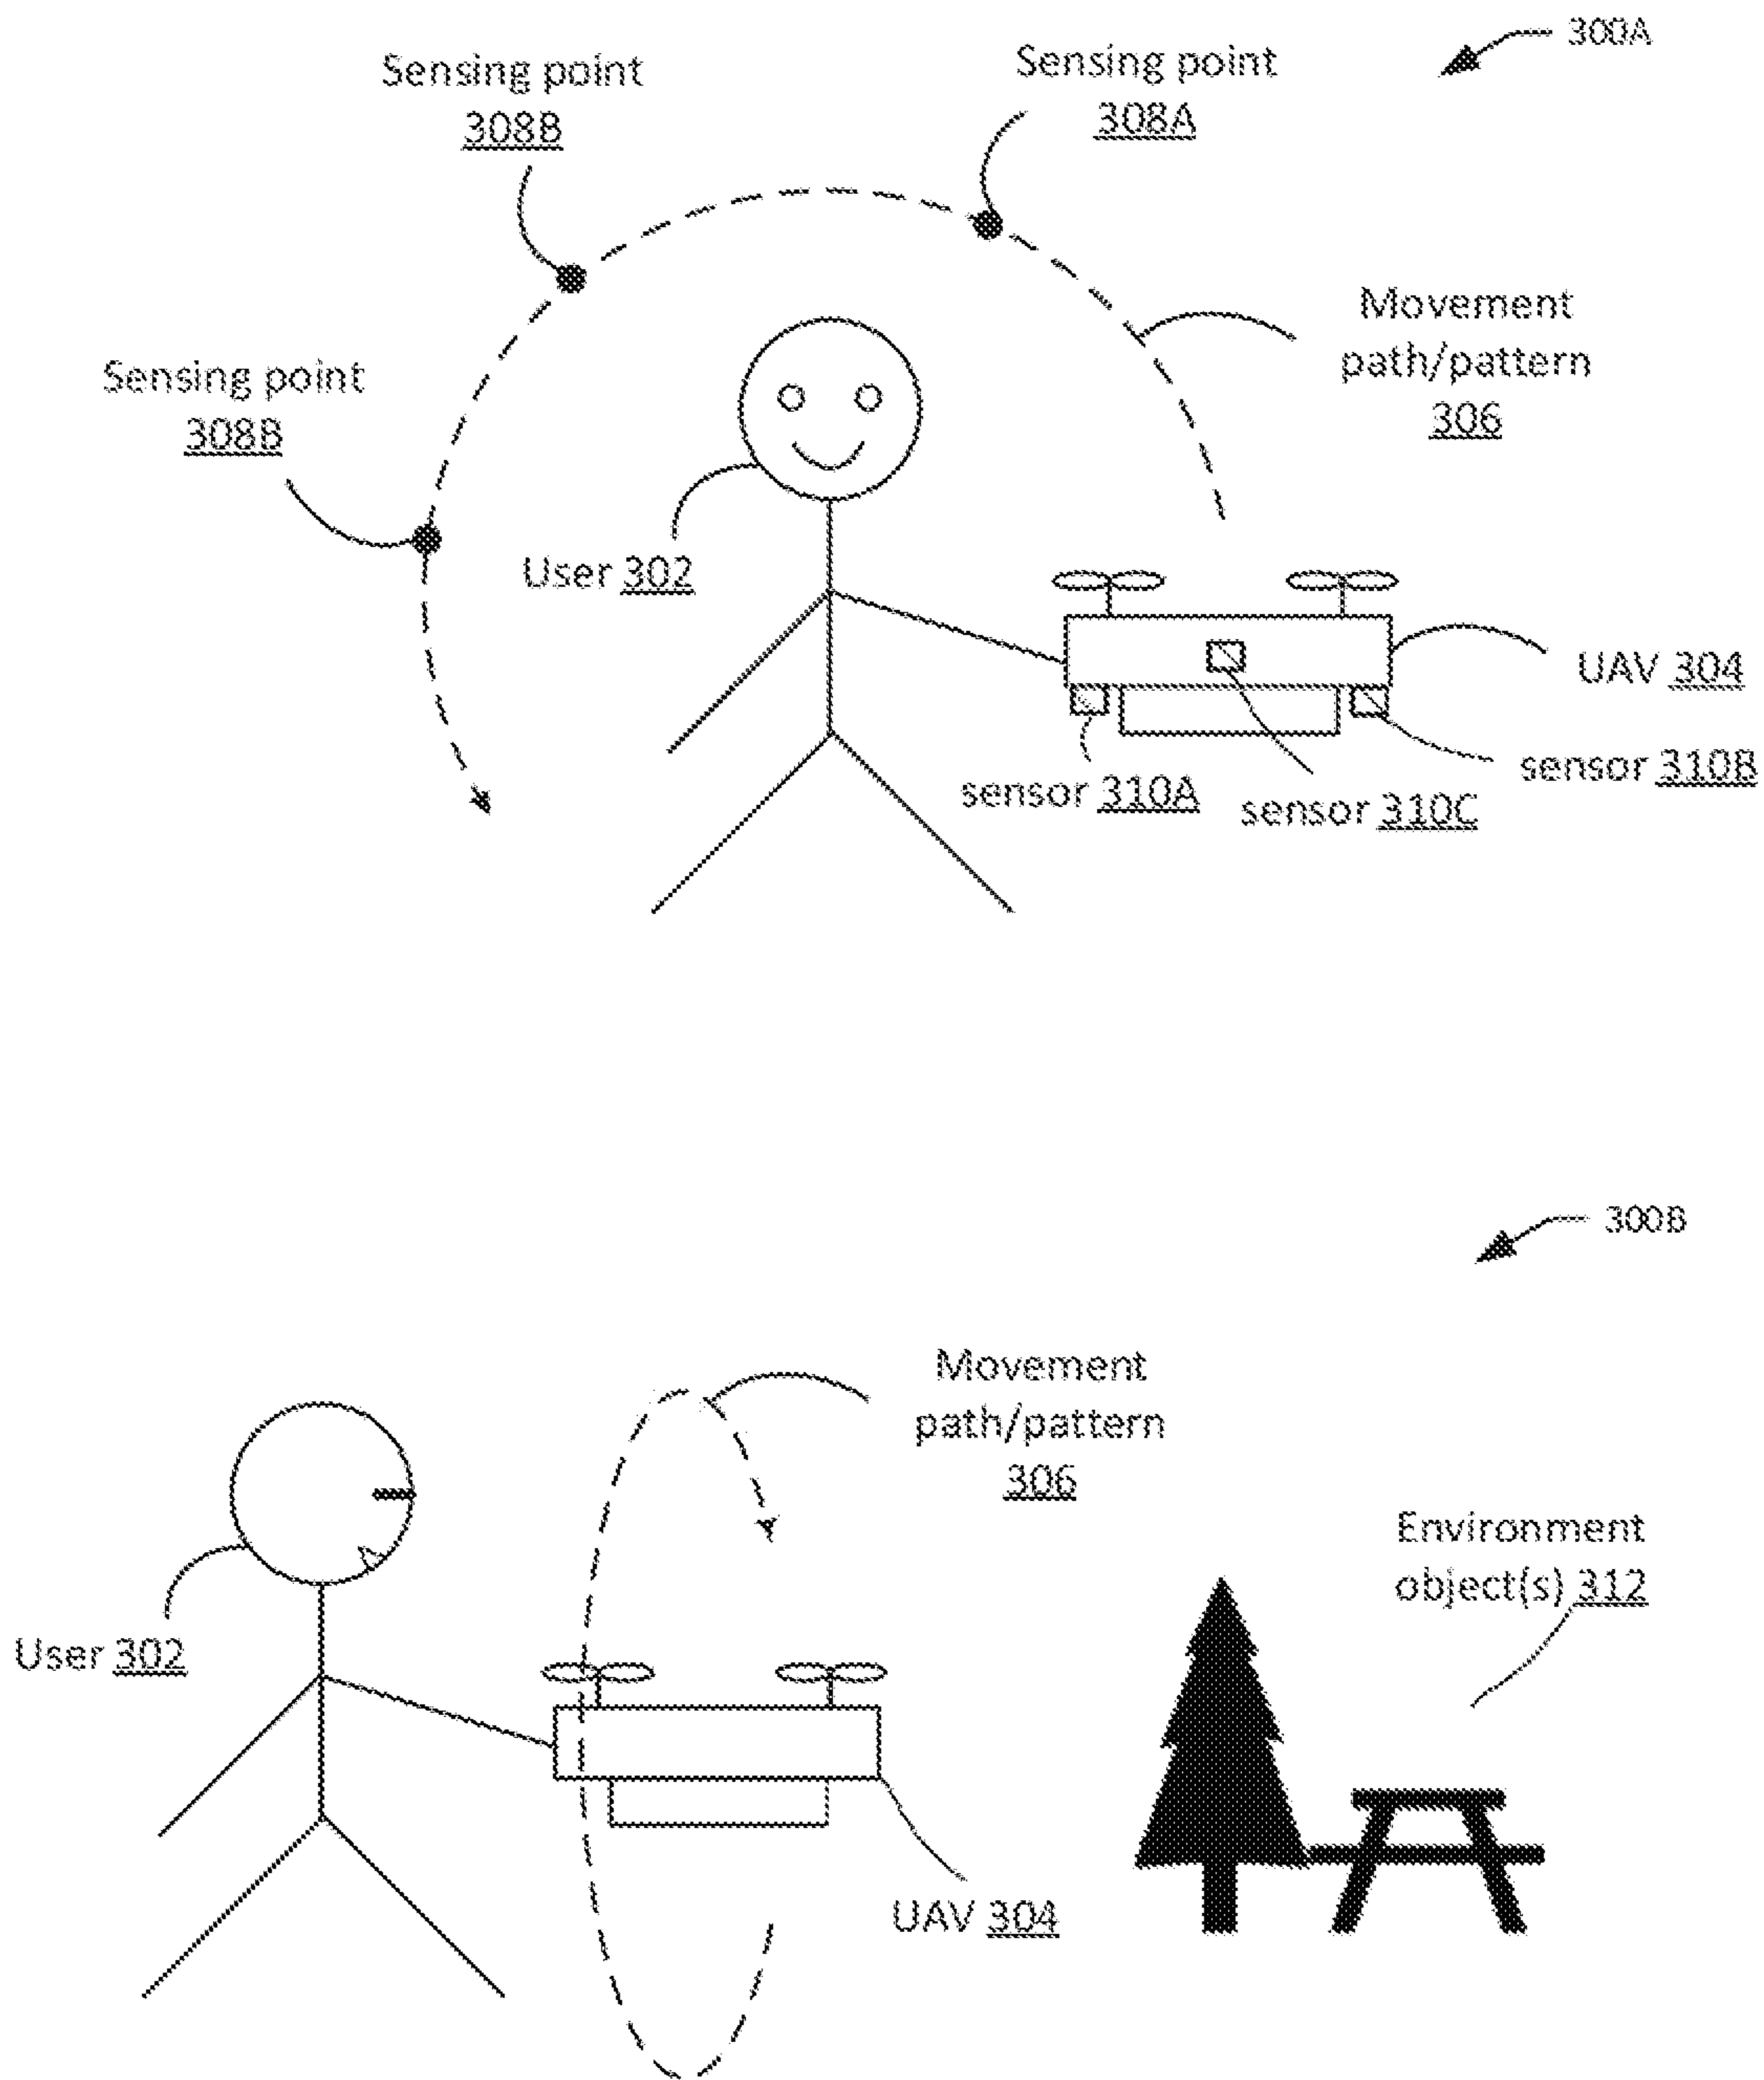 300A
Sensing point
308B
Sensing point
308A
Movement
path/pattern
306
Sensing point
308B
User 302
UAV 304
sensor 310A
sensor 310C
sensor 310B
300B
Movement
path/pattern
306
Environment
object(s) 312
User 302
UAV 304